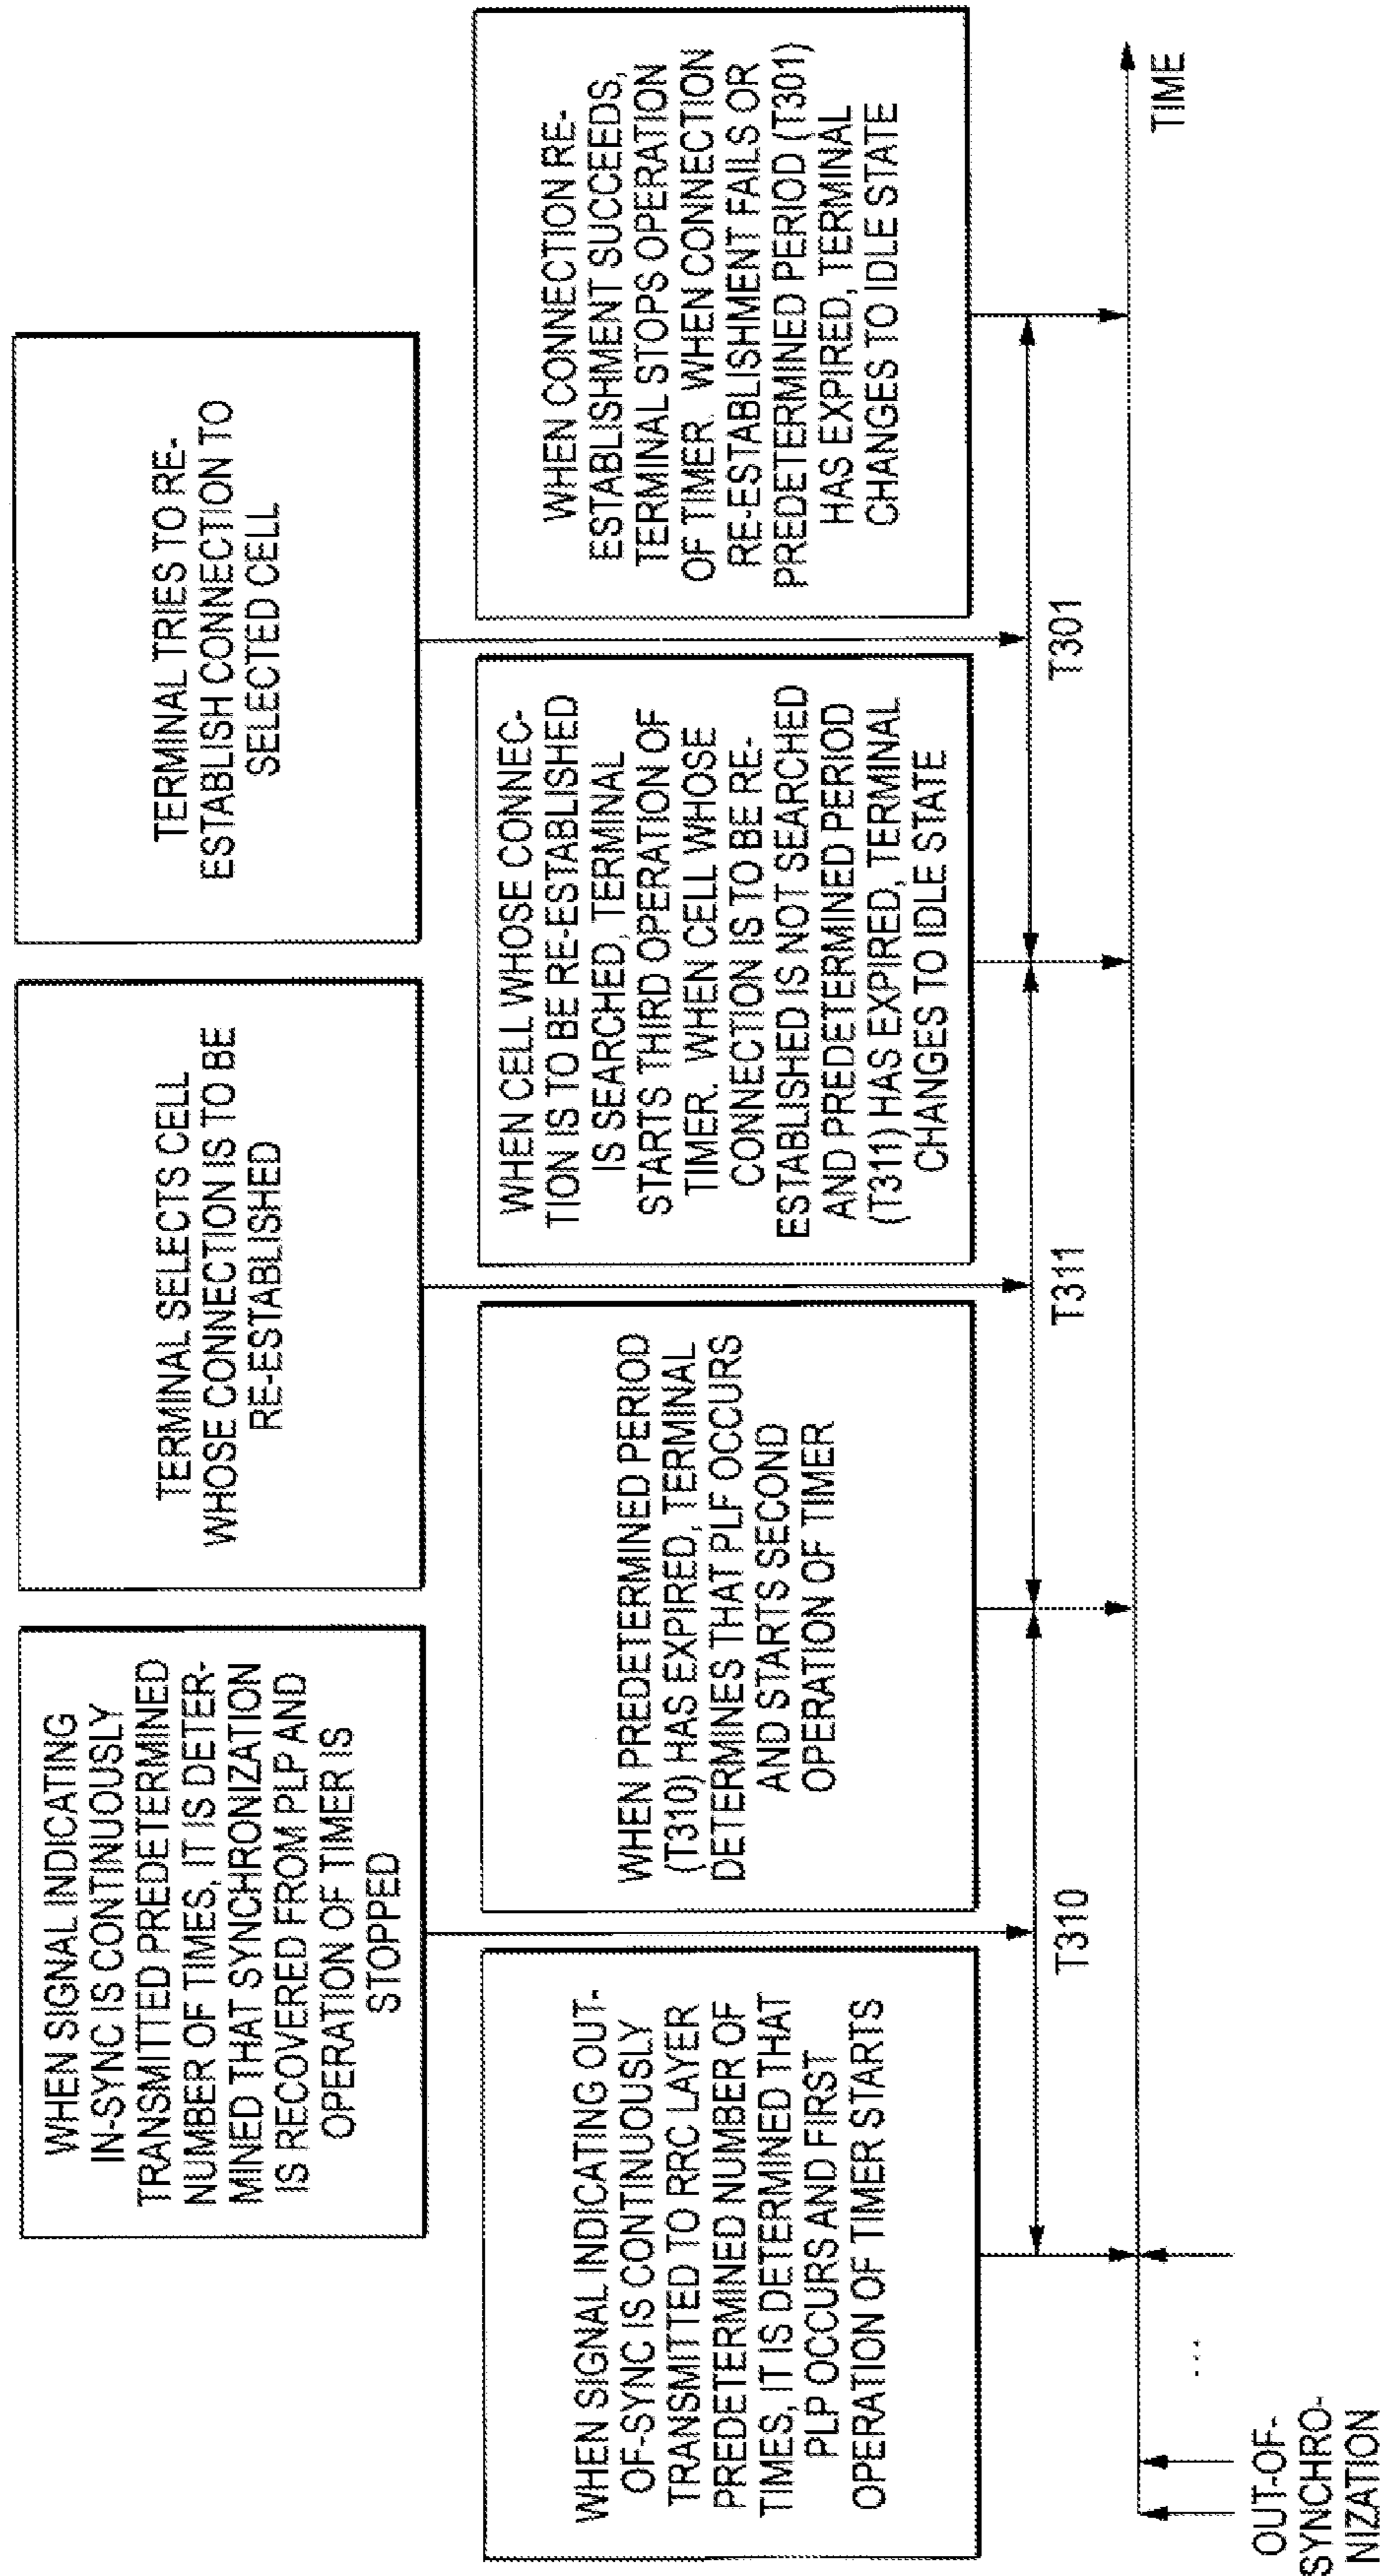 WHEN SIGNAL INDICATING
IN-SYNC IS CONTINUOUSLY
TRANSMITTED PREDETERMINED
NUMBER OF TIMES, IT IS DETER-
MINED THAT SYNCHRONIZATION
IS RECOVERED FROM PLP AND
OPERATION OF TIMER IS
STOPPED
TERMINAL SELECTS CELL
WHOSE CONNECTION IS TO BE
RE-ESTABLISHED
TERMINAL TRIES TO RE-
ESTABLISH CONNECTION TO
SELECTED CELL
WHEN SIGNAL INDICATING OUT-
OF-SYNC IS CONTINUOUSLY
TRANSMITTED TO RRC LAYER
PREDETERMINED NUMBER OF
TIMES, IT IS DETERMINED THAT
PLP OCCURS AND FIRST
OPERATION OF TIMER STARTS
WHEN PREDETERMINED PERIOD
(T310) HAS EXPIRED, TERMINAL
DETERMINES THAT PLF OCCURS
AND STARTS SECOND
OPERATION OF TIMER
WHEN CELL WHOSE CONNEC-
TION IS TO BE RE-ESTABLISHED
IS SEARCHED, TERMINAL
STARTS THIRD OPERATION OF
TIMER. WHEN CELL WHOSE
CONNECTION IS TO BE RE-
ESTABLISHED IS NOT SEARCHED
AND PREDETERMINED PERIOD
(T311) HAS EXPIRED, TERMINAL
CHANGES TO IDLE STATE
WHEN CONNECTION RE-
ESTABLISHMENT SUCCEEDS,
TERMINAL STOPS OPERATION
OF TIMER. WHEN CONNECTION
RE-ESTABLISHMENT FAILS OR
PREDETERMINED PERIOD (T301)
HAS EXPIRED, TERMINAL
CHANGES TO IDLE STATE
T310
T311
T301
TIME
...
OUT-OF-
SYNCHRO-
NIZATION